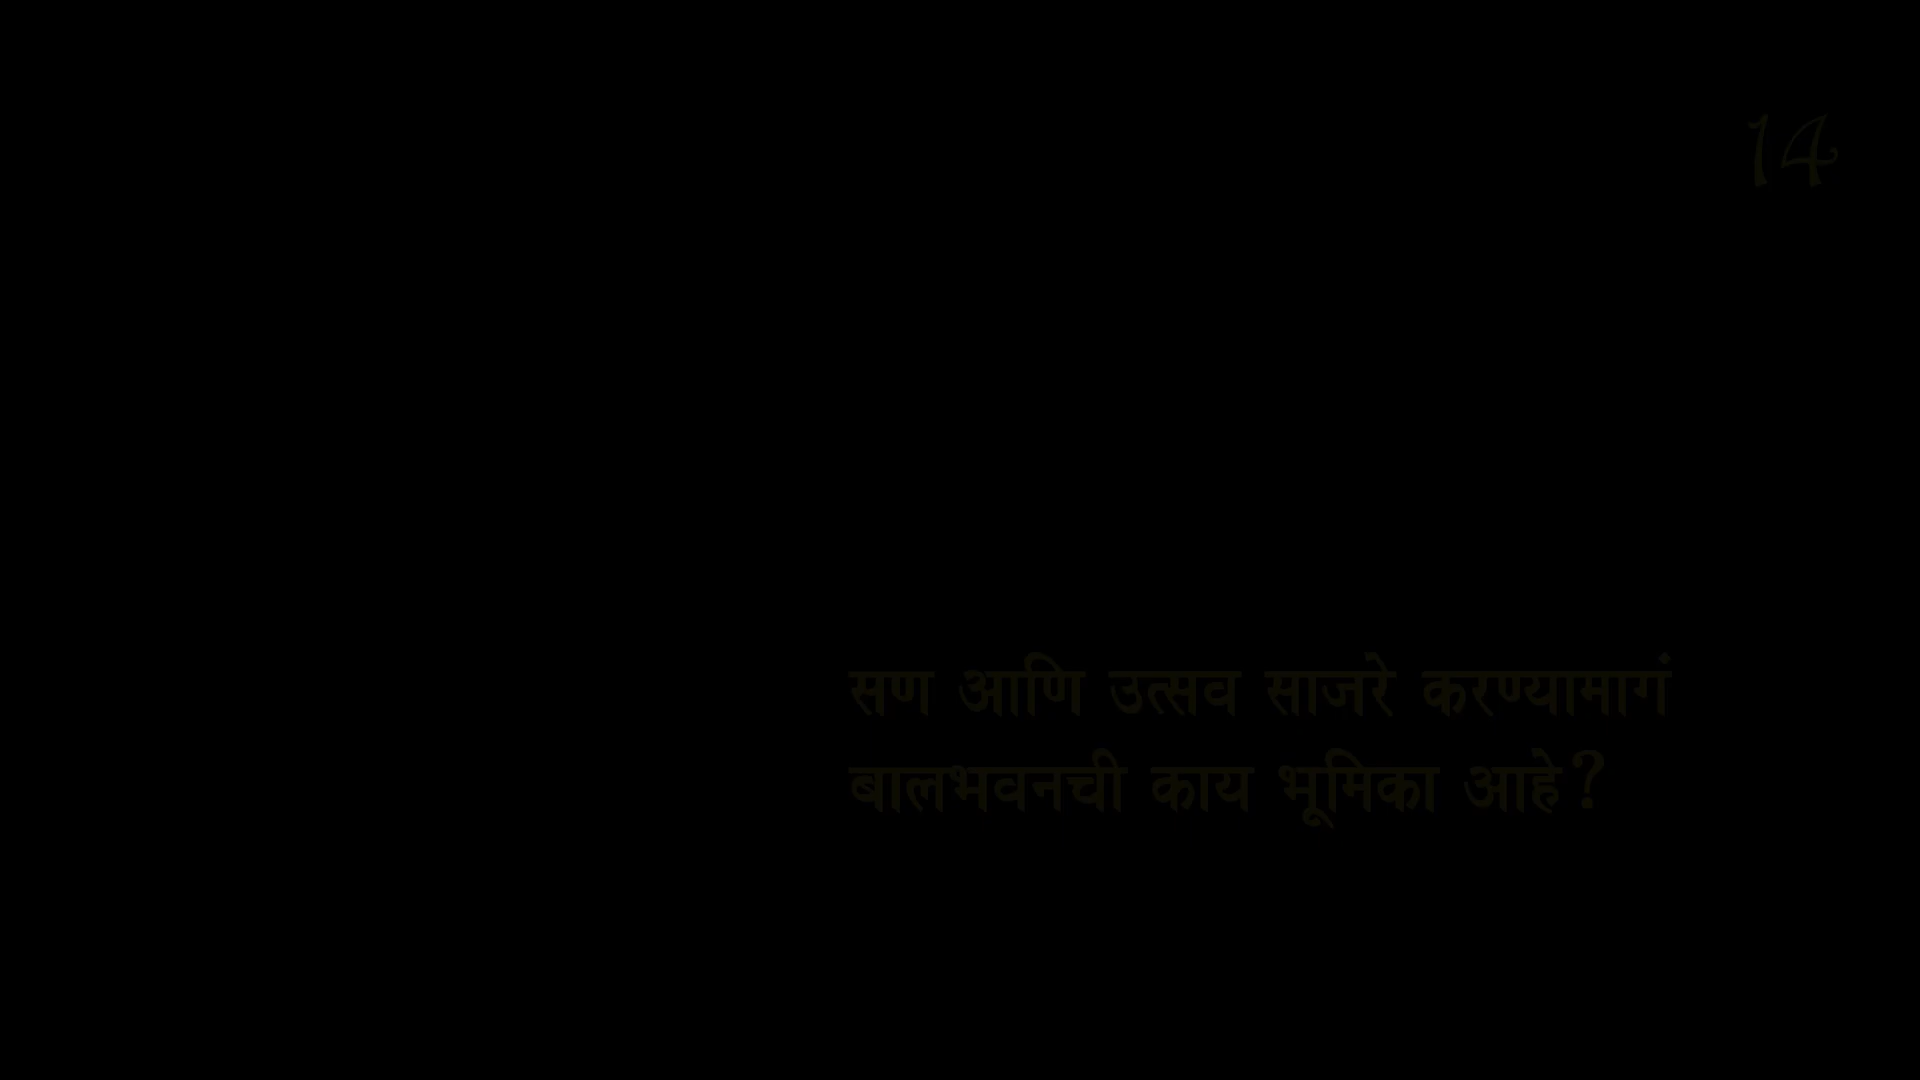 14
सण आणि उत्सव साजरे करण्यामागं
बालभवनची काय भूमिका आहे?